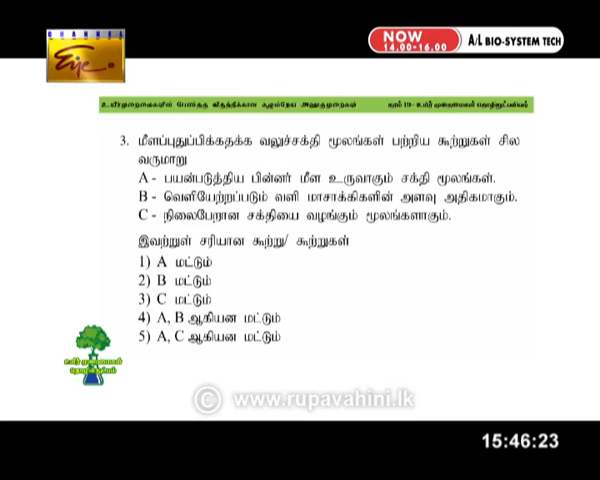 CHANNEL
Eye
NOW
14.00-16.00
A/L BIO-SYSTEM TECH
3. மீளப்புதுப்பிக்கதக்க வலுச்சக்தி மூலங்கள் பற்றிய கூற்றுகள் சில
வருமாறு
A - பயன்படுத்திய பின்னர் மீள உருவாகும் சக்தி மூலங்கள்.
B - வெளியேற்றப்படும் வளி மாசாக்கிகளின் அளவு அதிகமாகும்.
C - நிலைபேறான சக்தியை வழங்கும் மூலங்களாகும்.
இவற்றுள் சரியான கூற்று/ கூற்றுகள்
1) A மட்டும்
2) B மட்டும்
3) C மட்டும்
4) A, B ஆகியன மட்டும்
5) A, C ஆகியன மட்டும்
© www.rupavahini.lk
15:46:23